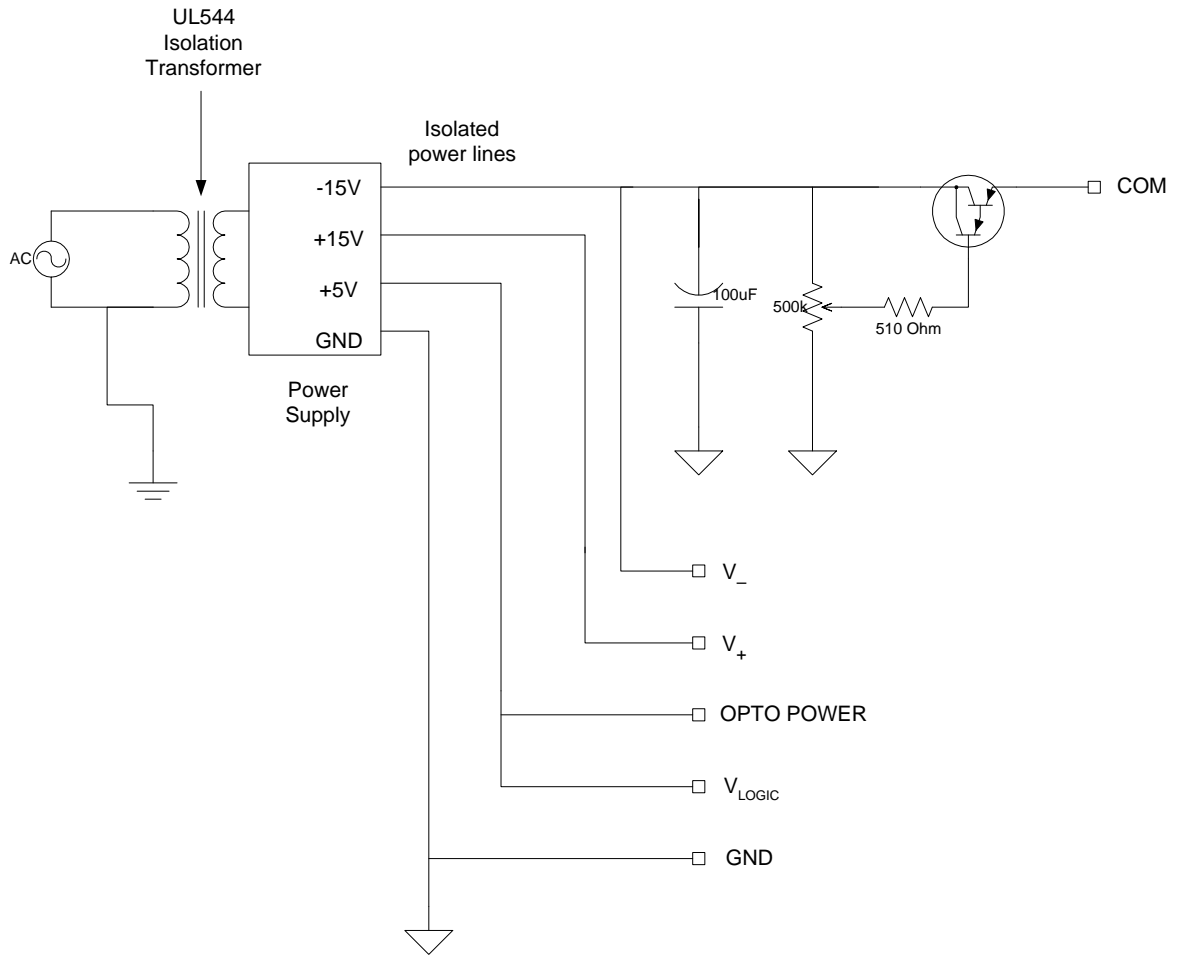 UL544
Isolation
Transformer
Isolated
power lines
-15V
+15V
+5V
GND
AC
Power
Supply
100uF
500k
510 Ohm
COM
V_
V+
OPTO POWER
VLOGIC
GND